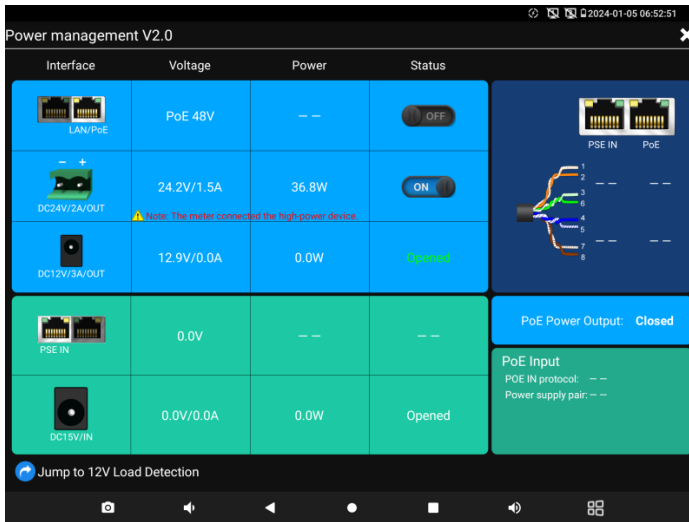 2024-01-05 06:52:51
Power management V2.0
Interface Voltage Power Status
LAN/PoE PoE 48V – – OFF
– +
DC24V/2A/OUT 24.2V/1.5A 36.8W ON
Note: The meter connected the high-power device.
DC12V/3A/OUT 12.9V/0.0A 0.0W Opened
PSE IN 0.0V – – – –
DC15V/IN 0.0V/0.0A 0.0W Opened
PSE IN PoE
1
2 – – – –
3
6
4
5
7 – – – –
8
PoE Power Output: Closed
PoE Input
POE IN protocol: – –
Power supply pair: – –
Jump to 12V Load Detection